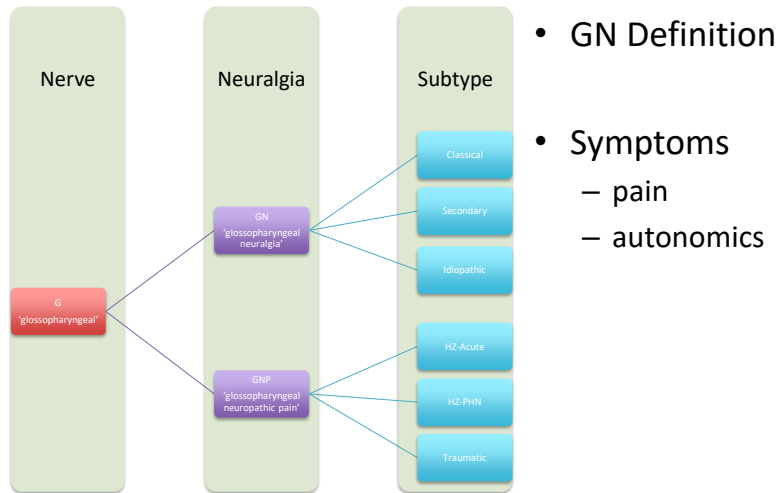 Nerve
Neuralgia
Subtype
G
'glossopharyngeal'
GN
'glossopharyngeal
neuralgia'
GNP
'glossopharyngeal
neuropathic pain'
Classical
Secondary
Idiopathic
HZ-Acute
HZ-PHN
Traumatic
• GN Definition
• Symptoms
– pain
– autonomics